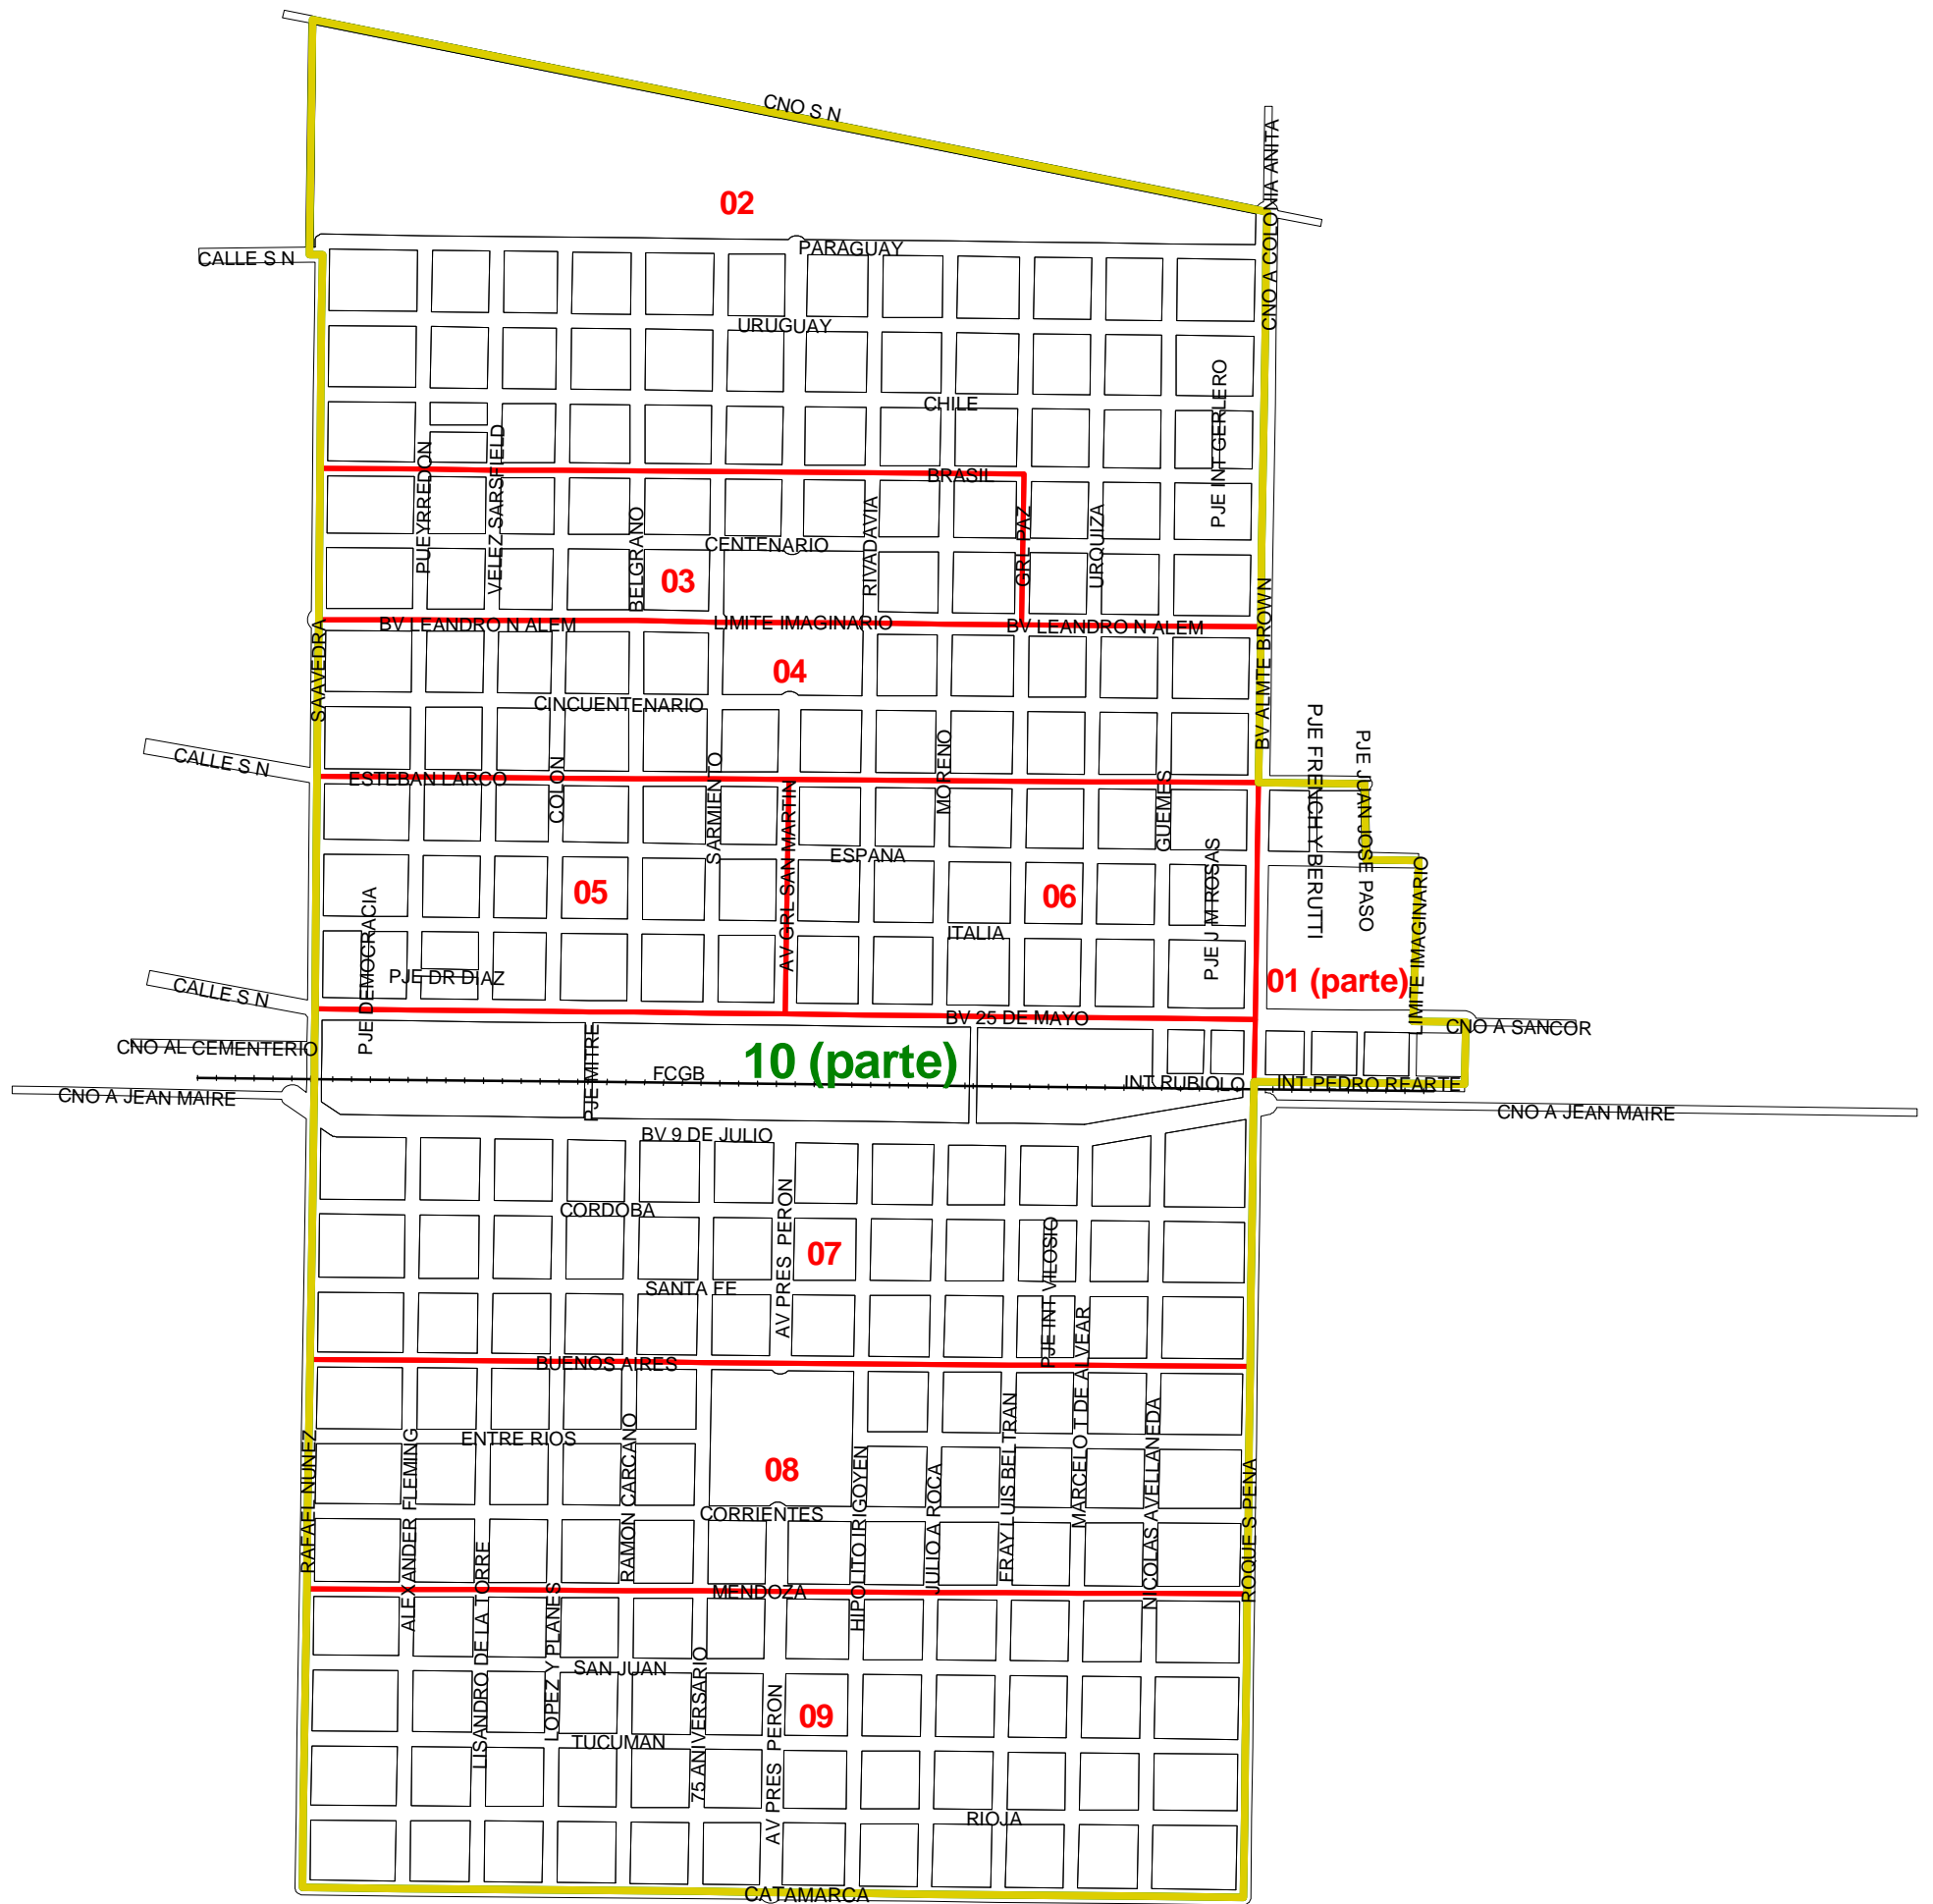 CNO S N
CNO A COLONIA ANITA
02
PARAGUAY
CALLE S N
URUGUAY
PJE INT GERLERO
CHILE
PUEYRREDON
VELEZ SARSFIELD
BRASIL
BELGRANO
RIVADAVIA
GRL PAZ
URQUIZA
CENTENARIO
03
BV LEANDRO N ALEM
LIMITE IMAGINARIO
BV LEANDRO N ALEM
SAAVEDRA
BV ALMTE BROWN
04
CINCUENTENARIO
CALLE S N
ESTEBAN LARCO
COLON
SARMIENTO
AV GRL SAN MARTIN
MORENO
GUEMES
PJE FRENCH Y BERUTTI
PJE JUAN JOSE PASO
ESPANA
PJE J M ROSAS
LIMITE IMAGINARIO
05
06
PJE DEMOCRACIA
ITALIA
PJE DR DIAZ
01 (parte)
CALLE S N
BV 25 DE MAYO
CNO A SANCOR
CNO AL CEMENTERIO
PJE MITRE
10 (parte)
FCGB
INT RUBIOLO
INT PEDRO REARTE
CNO A JEAN MAIRE
CNO A JEAN MAIRE
BV 9 DE JULIO
CORDOBA
AV PRES PERON
07
PJE INT VILOSIO
SANTA FE
BUENOS AIRES
MARCELO T DE ALVEAR
ENTRE RIOS
RAFAEL NUNEZ
ALEXANDER FLEMING
RAMON CARCANO
08
HIPOLITO IRIGOYEN
JULIO A ROCA
FRAY LUIS BELTRAN
NICOLAS AVELLANEDA
ROQUE S PENA
CORRIENTES
LISANDRO DE LA TORRE
LOPEZ Y PLANES
MENDOZA
SAN JUAN
75 ANIVERSARIO
AV PRES PERON
09
TUCUMAN
RIOJA
CATAMARCA